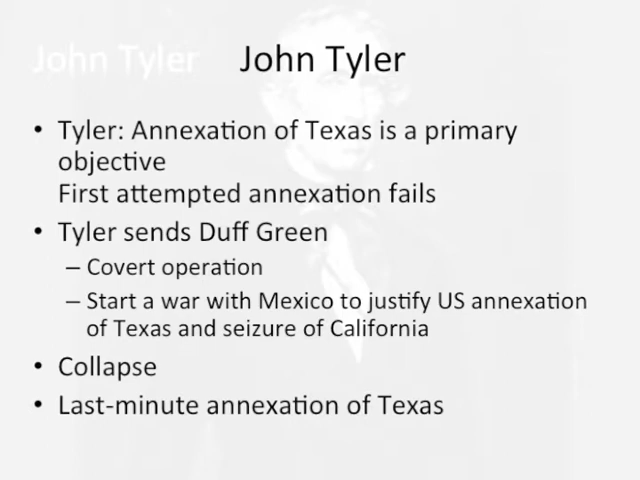 John Tyler John Tyler
• Tyler: Annexation of Texas is a primary
objective
First attempted annexation fails
• Tyler sends Duff Green
– Covert operation
– Start a war with Mexico to justify US annexation
of Texas and seizure of California
• Collapse
• Last-minute annexation of Texas